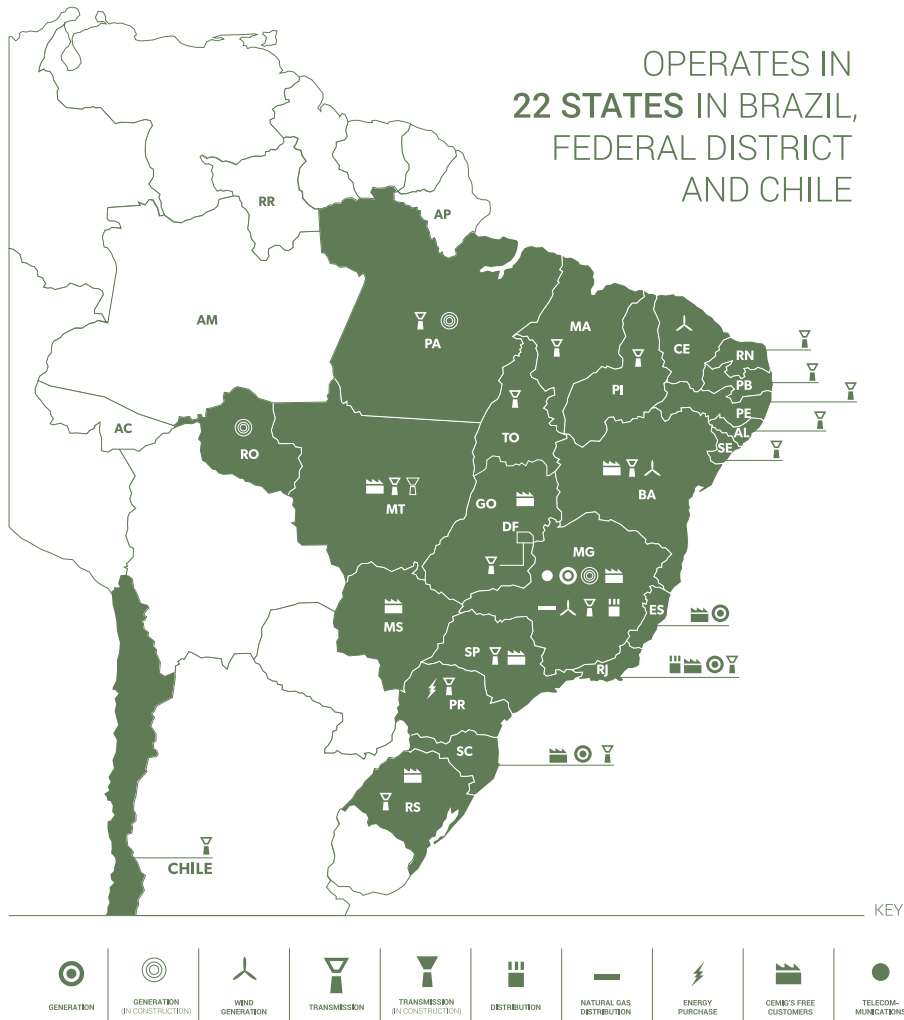 OPERATES IN
22 STATES IN BRAZIL,
FEDERAL DISTRICT
AND CHILE
RR
AP
AM
PA
MA
CE
RN
PB
PI
PE
AL
SE
AC
RO
TO
MT
BA
GO
DF
MG
MS
ES
SP
RJ
PR
SC
RS
CHILE
KEY
GENERATION
GENERATION
(IN CONSTRUCTION)
WIND
GENERATION
TRANSMISSION
TRANSMISSION
(IN CONSTRUCTION)
DISTRIBUTION
NATURAL GAS
DISTRIBUTION
ENERGY
PURCHASE
CEMIG'S FREE
CUSTOMERS
TELECOM-
MUNICATIONS